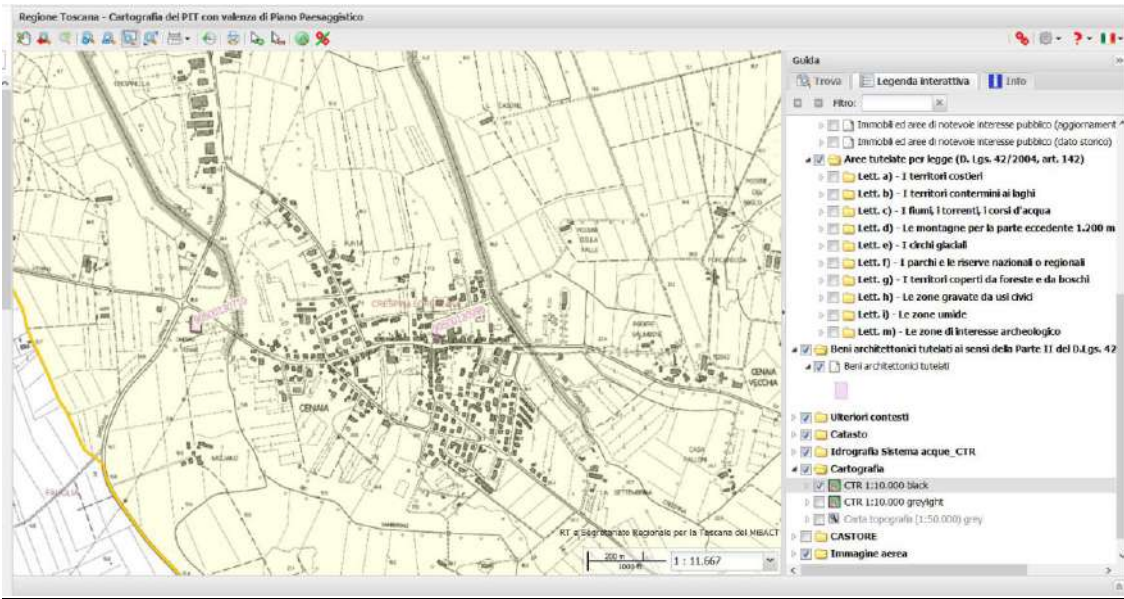 Regione Toscana - Cartografia del PIT con valenza di Piano Paesaggistico
Guida
Trova
Legenda interattiva
Info
Filtro:
Immobili ed aree di notevole interesse pubblico (aggiornament
Immobili ed aree di notevole interesse pubblico (dato storico)
Aree tutelate per legge (D. Lgs. 42/2004, art. 142)
Lett. a) - I territori costieri
Lett. b) - I territori contermini ai laghi
Lett. c) - I fiumi, i torrenti, i corsi d'acqua
Lett. d) - Le montagne per la parte eccedente 1.200 m
Lett. e) - I circhi glaciali
Lett. f) - I parchi e le riserve nazionali o regionali
Lett. g) - I territori coperti da foreste e da boschi
Lett. h) - Le zone gravate da usi civici
Lett. i) - Le zone umide
Lett. m) - Le zone di interesse archeologico
Beni architettonici tutelati ai sensi della Parte II del D.Lgs. 42
Beni architettonici tutelati
Ulteriori contesti
Catasto
Idrografia Sistema acque_CTR
Cartografia
CTR 1:10.000 black
CTR 1:10.000 greylight
Carta topografia (1:50.000) grey
CASTORE
Immagine aerea
CENAIA
CENAIA
VECCHIA
RT e Segretariato Regionale per la Toscana del MiBACT
200 m
1000 ft
1 : 11.667